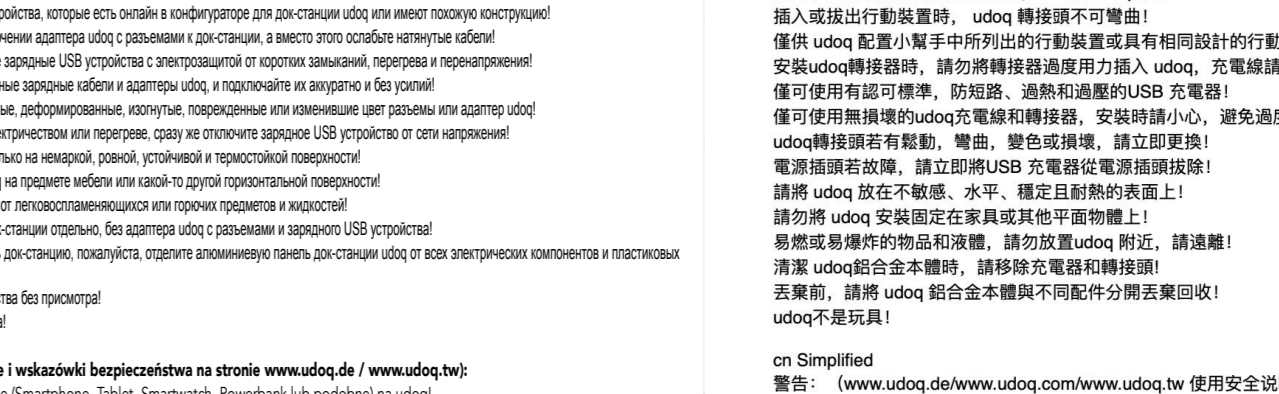 ройства, которые есть онлайн в конфигураторе для док-станции udoq или имеют похожую конструкцию!
чении адаптера udoq с разъемами к док-станции, а вместо этого ослабьте натянутые кабели!
зарядные USB устройства с электрозащитой от коротких замыканий, перегрева и перенапряжения!
ные зарядные кабели и адаптеры udoq, и подключайте их аккуратно и без усилий!
ые, деформированные, изогнутые, поврежденные или изменившие цвет разъемы или адаптер udoq!
ектричеством или перегреве, сразу же отключите зарядное USB устройство от сети напряжения!
лько на немаркой, ровной, устойчивой и термостойкой поверхности!
на предмете мебели или какой-то другой горизонтальной поверхности!
от легковоспламеняющихся или горючих предметов и жидкостей!
к-станции отдельно, без адаптера udoq с разъемами и зарядного USB устройства!
док-станцию, пожалуйста, отделите алюминиевую панель док-станции udoq от всех электрических компонентов и пластиковых
тва без присмотра!
а!
e i wskazówki bezpieczeństwa na stronie www.udoq.de / www.udoq.tw):
(Smartphone, Tablet, Smartwatch, Powerbank lub podobne) na udoq!
插入或拔出行動裝置時， udoq 轉接頭不可彎曲！
僅供 udoq 配置小幫手中所列出的行動裝置或具有相同設計的行動
安裝udoq轉接器時，請勿將轉接器過度用力插入 udoq，充電線請
僅可使用有認可標準，防短路、過熱和過壓的USB 充電器！
僅可使用無損壞的udoq充電線和轉接器，安裝時請小心，避免過度
udoq轉接頭若有鬆動，彎曲，變色或損壞，請立即更換！
電源插頭若故障，請立即將USB 充電器從電源插頭拔除！
請將 udoq 放在不敏感、水平、穩定且耐熱的表面上！
請勿將 udoq 安裝固定在家具或其他平面物體上！
易燃或易爆炸的物品和液體，請勿放置udoq 附近，請遠離！
清潔 udoq鋁合金本體時，請移除充電器和轉接頭!
丟棄前，請將 udoq 鋁合金本體與不同配件分開丟棄回收！
udoq不是玩具！
cn Simplified
警告：（www.udoq.de/www.udoq.com/www.udoq.tw 使用安全说